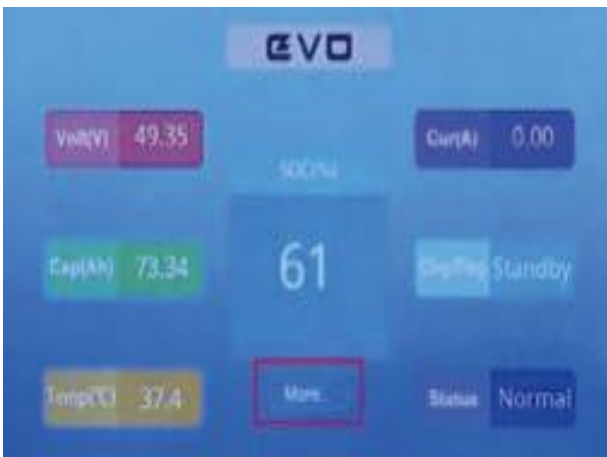 EVO
Volt(V) 49.35
Cur(A) 0.00
SOC(%)
61
Cap(Ah) 73.34
Standby
More...
Temp(℃) 37.4
Status Normal